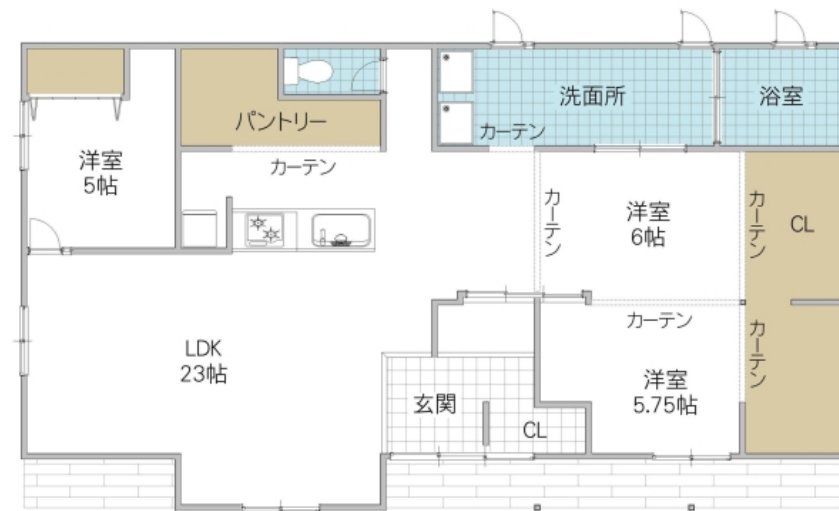 パントリー
カーテン
洗面所
浴室
洋室
5帖
カーテン
カーテン
洋室
6帖
カーテン
CL
LDK
23帖
カーテン
カーテン
玄関
CL
洋室
5.75帖